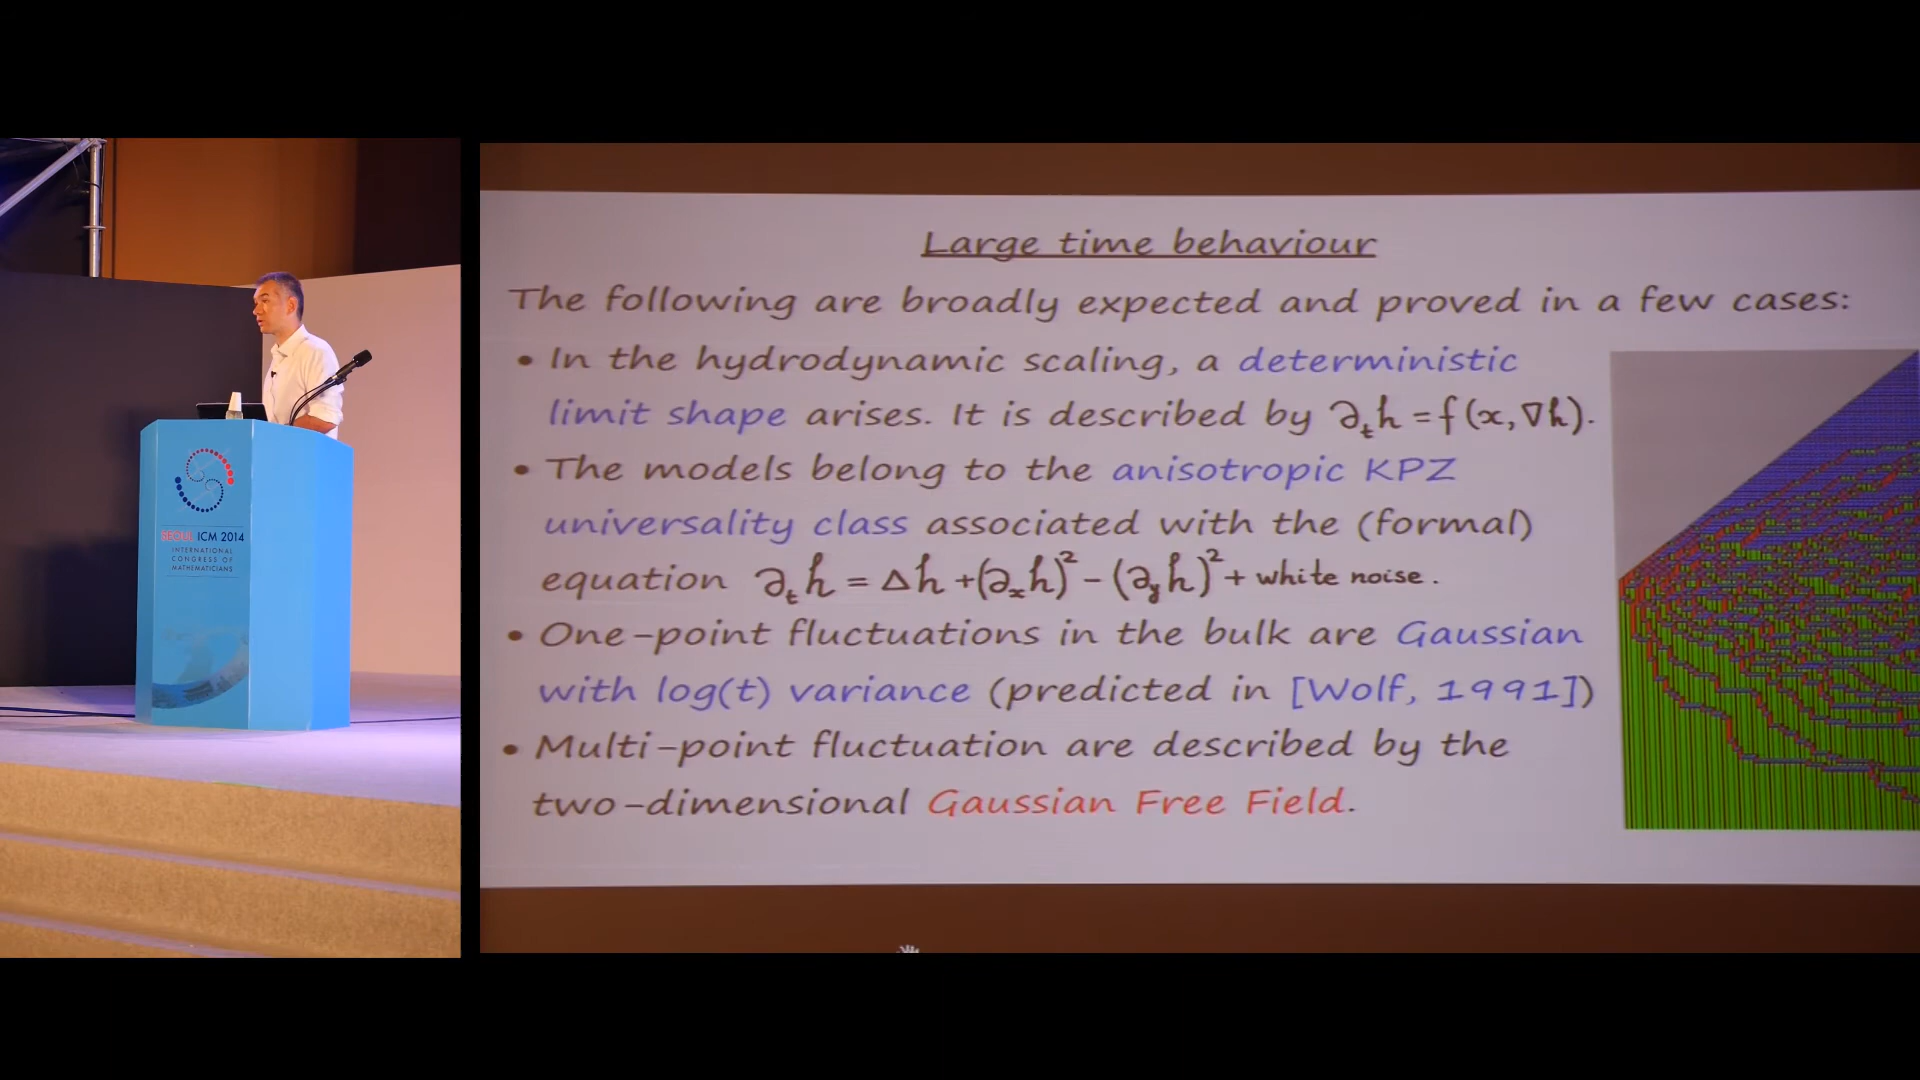 SEOUL ICM 2014
INTERNATIONAL
CONGRESS OF
MATHEMATICIANS
Large time behaviour
The following are broadly expected and proved in a few cases:
• In the hydrodynamic scaling, a deterministic
limit shape arises. It is described by ∂ₜh = f(x,∇h).
• The models belong to the anisotropic KPZ
universality class associated with the (formal)
equation ∂ₜh = Δh + (∂ₓh)² − (∂ᵧh)² + white noise.
• One-point fluctuations in the bulk are Gaussian
with log(t) variance (predicted in [Wolf, 1991])
• Multi-point fluctuation are described by the
two-dimensional Gaussian Free Field.